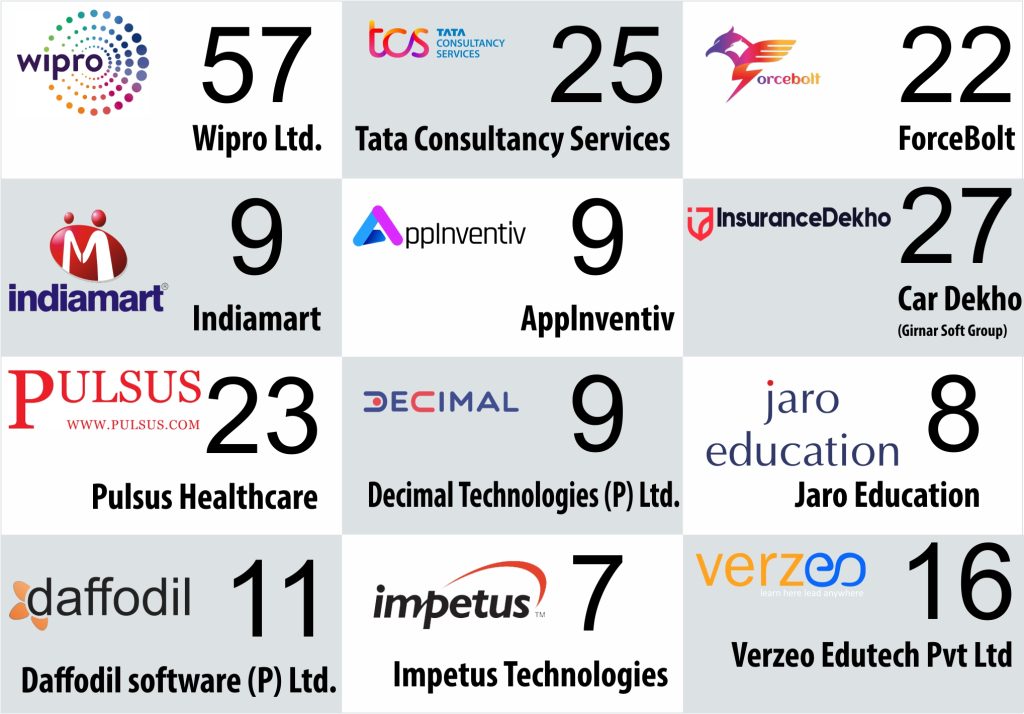 wipro
57
Wipro Ltd.
tcs TATA
CONSULTANCY
SERVICES
25
Tata Consultancy Services
forcebolt
22
ForceBolt
indiamart®
9
Indiamart
AppInventiv
9
AppInventiv
InsuranceDekho
27
Car Dekho
(Girnar Soft Group)
PULSUS
WWW.PULSUS.COM
23
Pulsus Healthcare
DECIMAL
9
Decimal Technologies (P) Ltd.
jaro
education
8
Jaro Education
daffodil
11
Daffodil software (P) Ltd.
impetus™
7
Impetus Technologies
verzeo
learn here lead anywhere
16
Verzeo Edutech Pvt Ltd